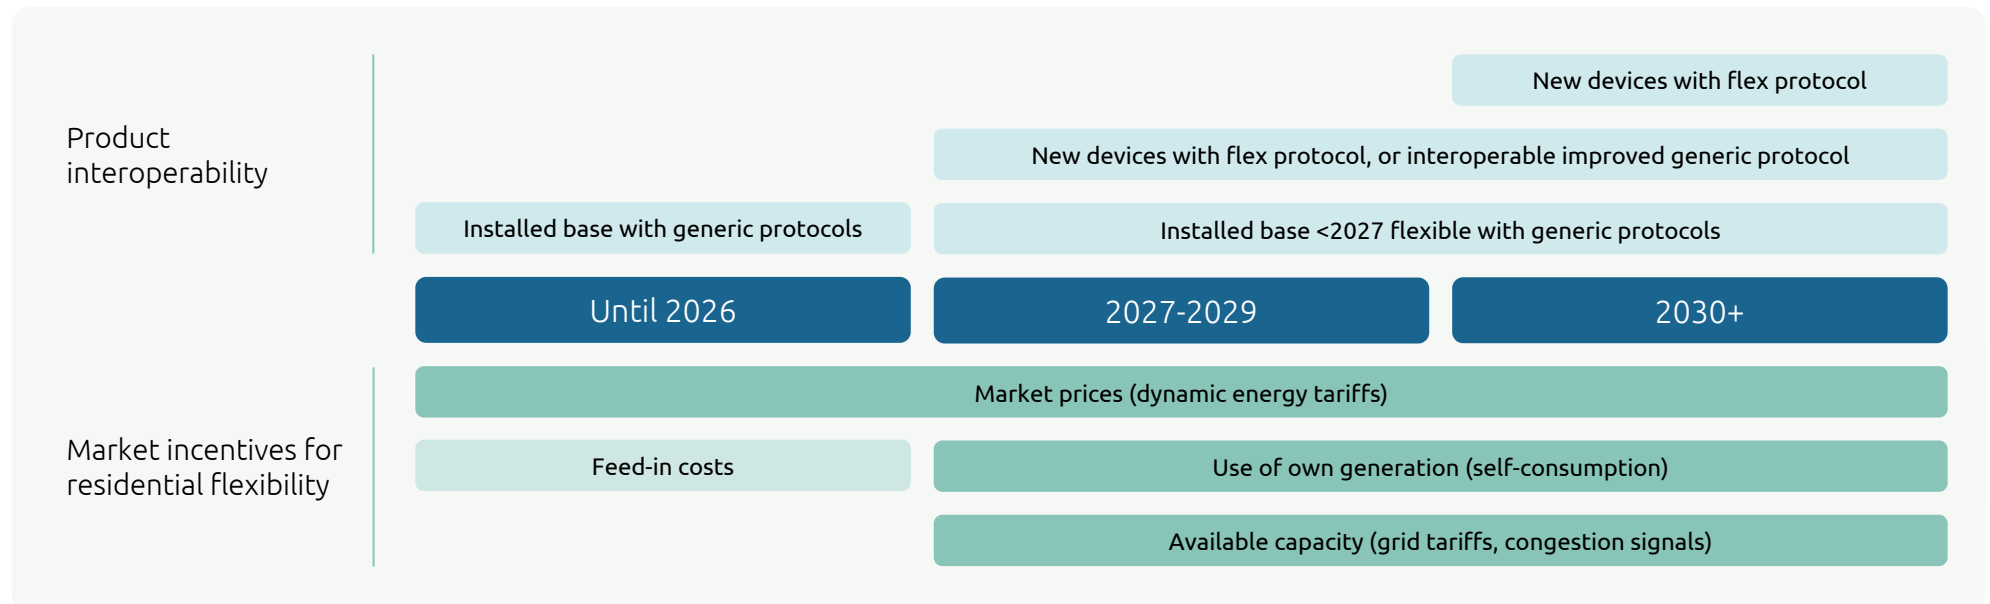 New devices with flex protocol
Product
interoperability
New devices with flex protocol, or interoperable improved generic protocol
Installed base with generic protocols
Installed base <2027 flexible with generic protocols
Until 2026
2027-2029
2030+
Market prices (dynamic energy tariffs)
Market incentives for
residential flexibility
Feed-in costs
Use of own generation (self-consumption)
Available capacity (grid tariffs, congestion signals)